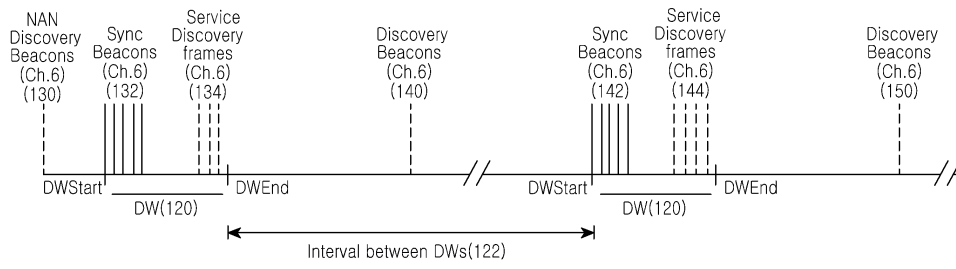 NAN
Discovery
Beacons
(Ch.6)
(130)
Sync
Beacons
(Ch.6)
(132)
Service
Discovery
frames
(Ch.6)
(134)
Discovery
Beacons
(Ch.6)
(140)
Sync
Beacons
(Ch.6)
(142)
Service
Discovery
frames
(Ch.6)
(144)
Discovery
Beacons
(Ch.6)
(150)
DWStart
DWEnd
DWStart
DWEnd
DW(120)
DW(120)
Interval between DWs(122)